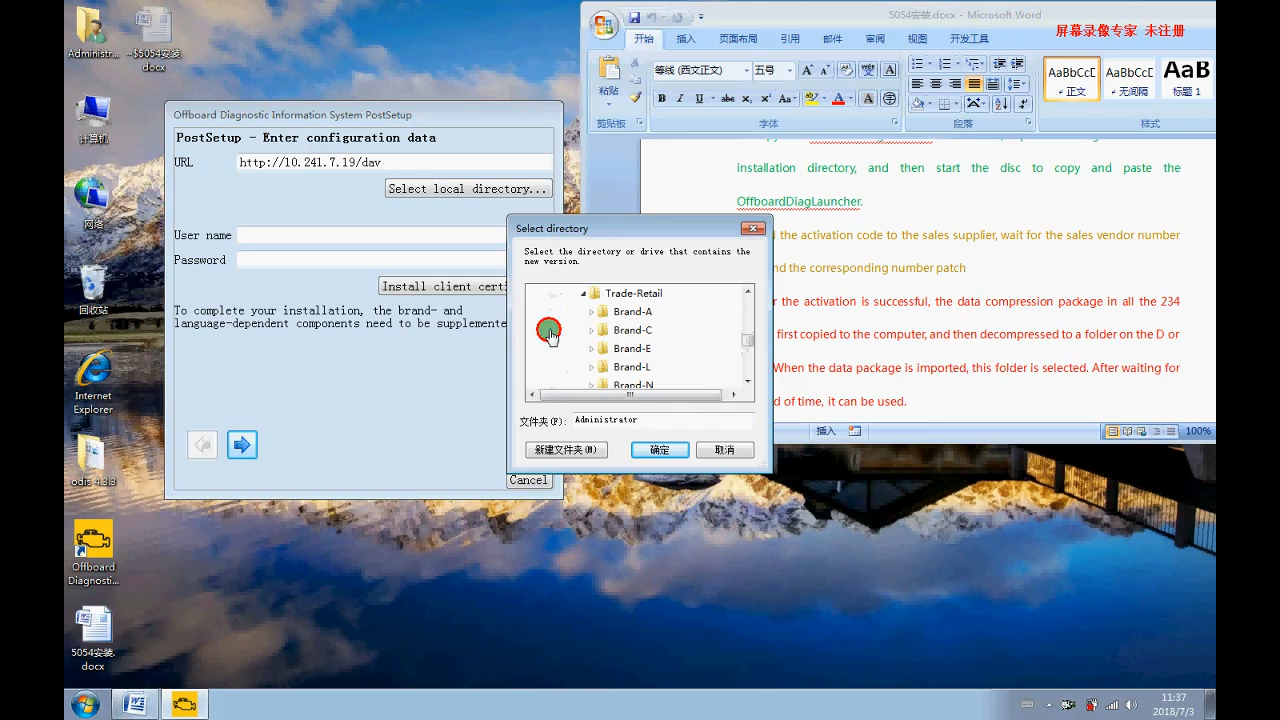 Administr...
~$5054安装.
docx
计算机
网络
回收站
Internet
Explorer
odis 4.3.3
Offboard
Diagnosti...
5054安装.
docx
Offboard Diagnostic Information System PostSetup
PostSetup - Enter configuration data
URL http://10.241.7.19/dav
Select local directory...
User name
Password
Install client certi
To complete your installation, the brand- and
language-dependent components need to be supplemente
Cancel
Select directory
Select the directory or drive that contains the
new version.
Trade-Retail
Brand-A
Brand-C
Brand-E
Brand-L
Brand-N
文件夹(F): Administrator
新建文件夹(M)
确定
取消
5054安装.docx - Microsoft Word
屏幕录像专家 未注册
开始 插入 页面布局 引用 邮件 审阅 视图 开发工具
粘贴
等线 (西文正文) 五号
AaBbCcD AaBbCcD AaB
正文 无间隔 标题 1
剪贴板 字体 段落 样式
installation directory, and then start the disc to copy and paste the
OffboardDiagLauncher.
the activation code to the sales supplier, wait for the sales vendor number
nd the corresponding number patch
r the activation is successful, the data compression package in all the 234
first copied to the computer, and then decompressed to a folder on the D or
When the data package is imported, this folder is selected. After waiting for
d of time, it can be used.
插入
100%
11:37
2018/7/3